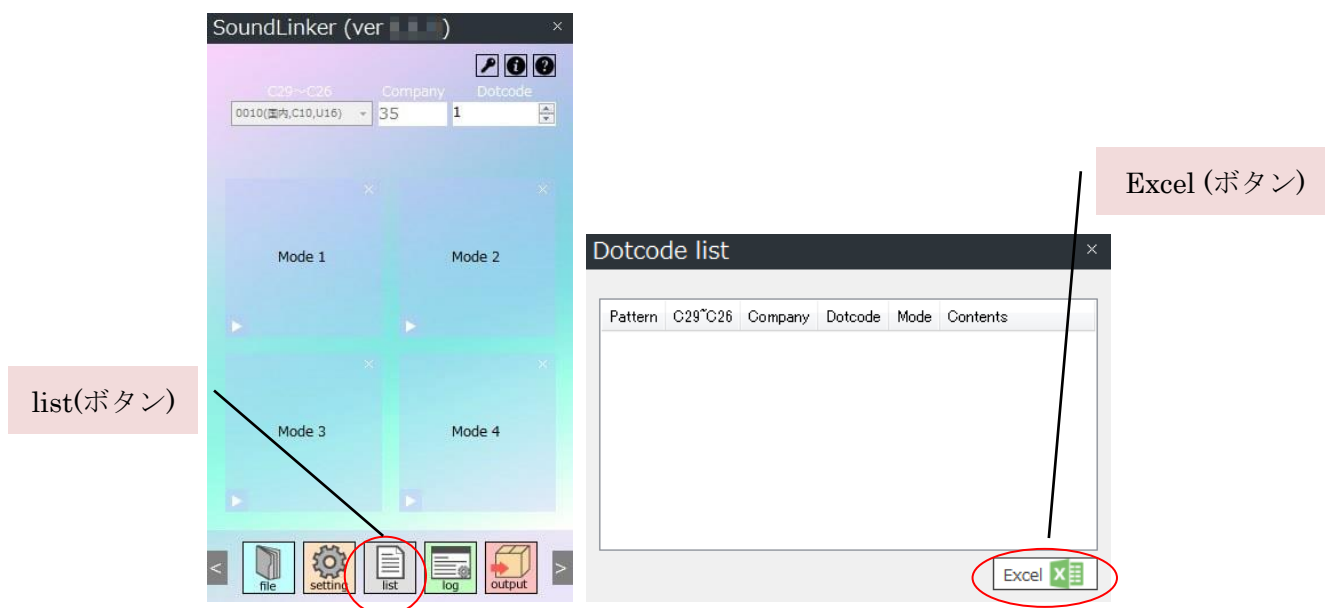 SoundLinker (ver )
×
C29~C26 Company Dotcode
0010(国内,C10,U16) 35 1
Mode 1
Mode 2
Mode 3
Mode 4
< file setting list log output >
list(ボタン)
Excel (ボタン)
Dotcode list ×
Pattern C29~C26 Company Dotcode Mode Contents
Excel